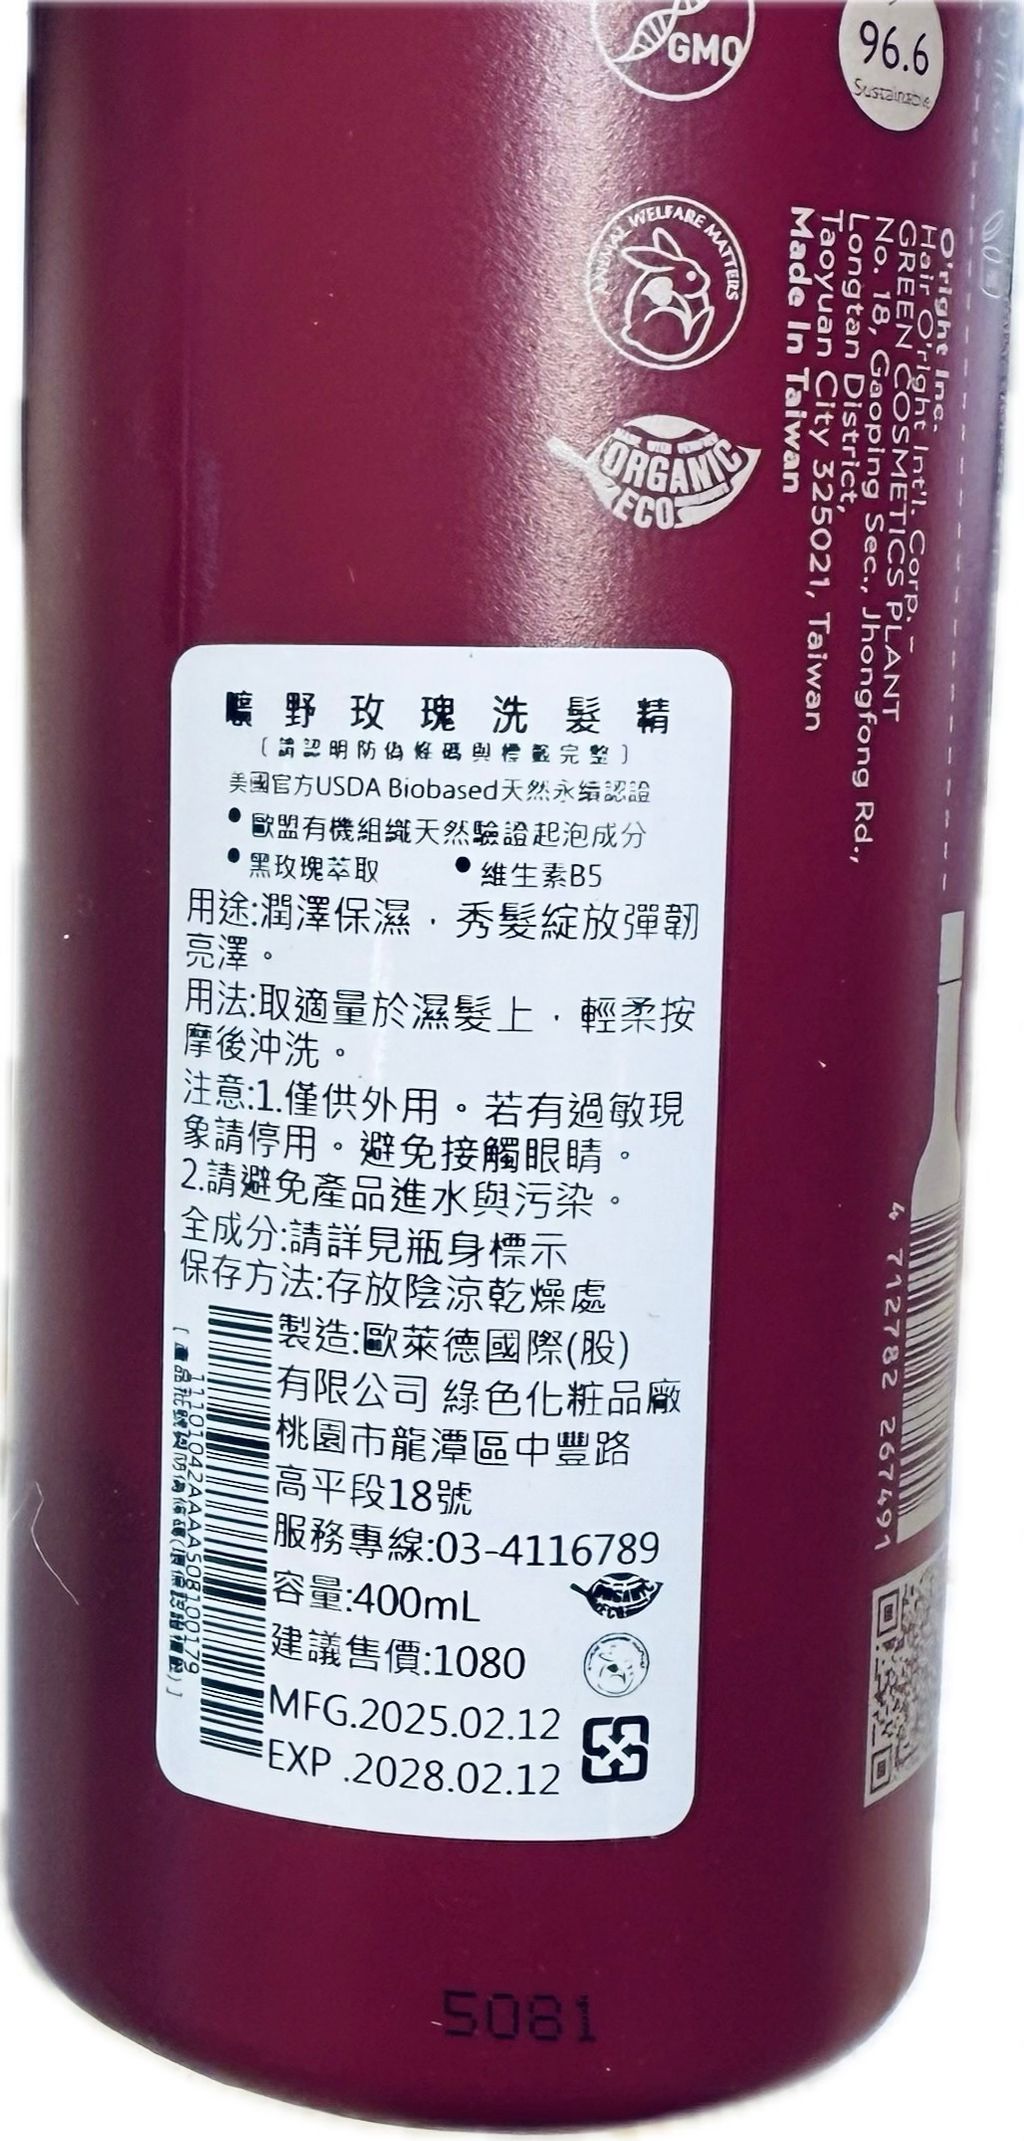 GMO
96.6
Sustainable
ANIMAL WELFARE MATTERS
ORGANIC
ECO
O'right Inc.
Hair O'right Int'l. Corp. -
GREEN COSMETICS PLANT
No. 18, Gaoping Sec., Jhongfong Rd.,
Longtan District,
Taoyuan City 325021, Taiwan
Made In Taiwan
曠野玫瑰洗髮精
〔請認明防偽條碼與標籤完整〕
美國官方USDA Biobased天然永續認證
•歐盟有機組織天然驗證起泡成分
•黑玫瑰萃取 •維生素B5
用途:潤澤保濕，秀髮綻放彈韌
亮澤。
用法:取適量於濕髮上，輕柔按
摩後沖洗。
注意:1.僅供外用。若有過敏現
象請停用。避免接觸眼睛。
2.請避免產品進水與污染。
全成分:請詳見瓶身標示
保存方法:存放陰涼乾燥處
製造:歐萊德國際(股)
有限公司 綠色化粧品廠
桃園市龍潭區中豐路
高平段18號
服務專線:03-4116789
容量:400mL
建議售價:1080
MFG.2025.02.12
EXP .2028.02.12
11101042AAAA508100179
4 712782 267491
5081